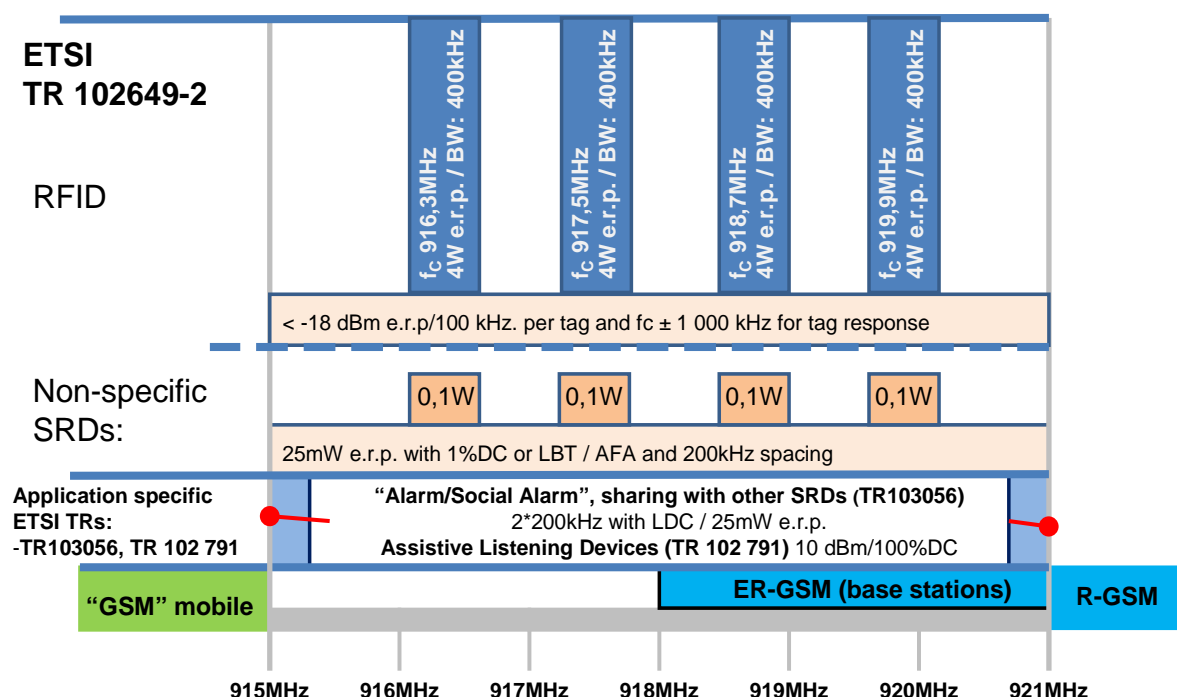 ETSI
TR 102649-2
RFID
fC 916,3MHz
4W e.r.p. / BW: 400kHz
fC 917,5MHz
4W e.r.p. / BW: 400kHz
fC 918,7MHz
4W e.r.p. / BW: 400kHz
fC 919,9MHz
4W e.r.p. / BW: 400kHz
< -18 dBm e.r.p/100 kHz. per tag and fc ± 1 000 kHz for tag response
Non-specific
SRDs:
0,1W
0,1W
0,1W
0,1W
25mW e.r.p. with 1%DC or LBT / AFA and 200kHz spacing
Application specific
ETSI TRs:
-TR103056, TR 102 791
“Alarm/Social Alarm”, sharing with other SRDs (TR103056)
2*200kHz with LDC / 25mW e.r.p.
Assistive Listening Devices (TR 102 791) 10 dBm/100%DC
“GSM” mobile
ER-GSM (base stations)
R-GSM
915MHz
916MHz
917MHz
918MHz
919MHz
920MHz
921MHz